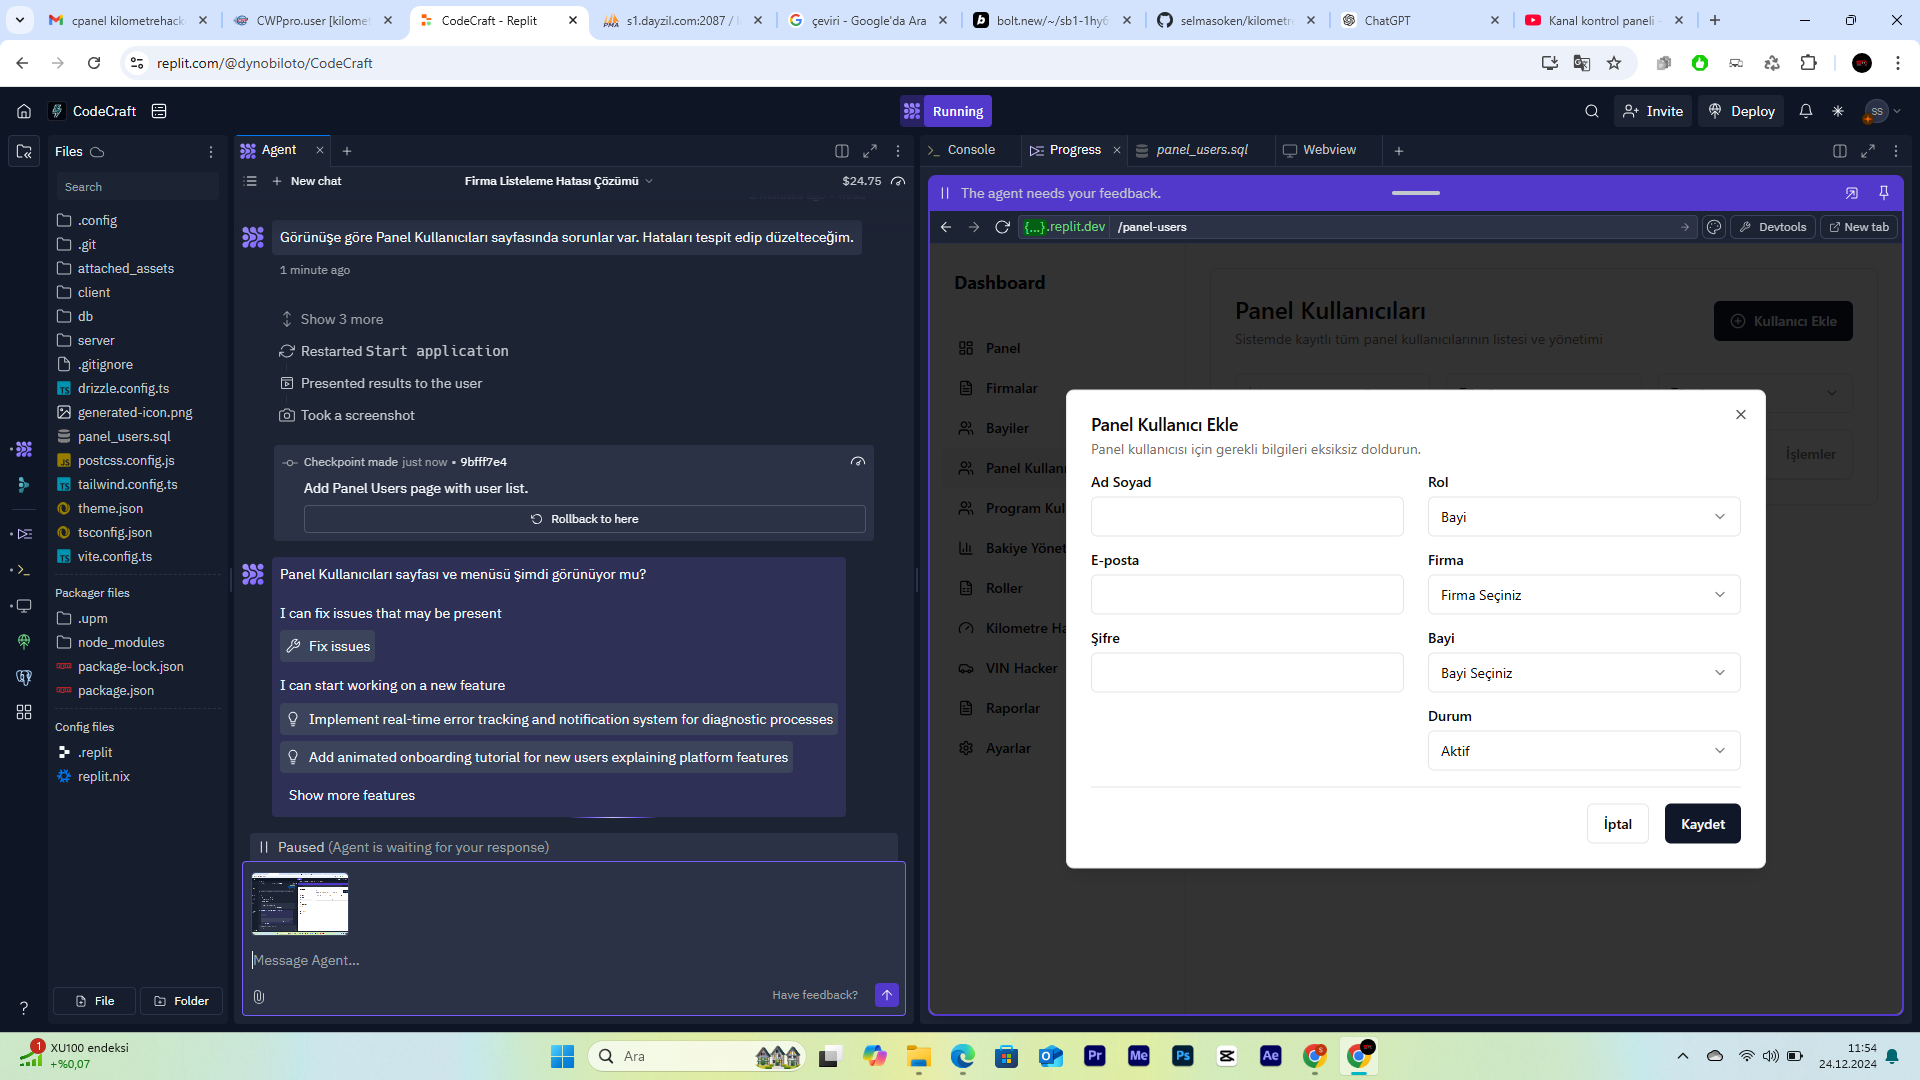 cpanel kilometrehack
CWPpro.user [kilomet
CodeCraft - Replit
s1.dayzil.com:2087 /
çeviri - Google'da Ara
bolt.new/~/sb1-1hy6
selmasoken/kilometr
ChatGPT
Kanal kontrol paneli -
replit.com/@dynobiloto/CodeCraft
CodeCraft
Running
Invite
Deploy
SS
Files
Search
.config
.git
attached_assets
client
db
server
.gitignore
drizzle.config.ts
generated-icon.png
panel_users.sql
postcss.config.js
tailwind.config.ts
theme.json
tsconfig.json
vite.config.ts
Packager files
.upm
node_modules
package-lock.json
package.json
Config files
.replit
replit.nix
File
Folder
Agent
New chat
Firma Listeleme Hatası Çözümü
$24.75
Görünüşe göre Panel Kullanıcıları sayfasında sorunlar var. Hataları tespit edip düzelteceğim.
1 minute ago
Show 3 more
Restarted Start application
Presented results to the user
Took a screenshot
Checkpoint made just now • 9bfff7e4
Add Panel Users page with user list.
Rollback to here
Panel Kullanıcıları sayfası ve menüsü şimdi görünüyor mu?
I can fix issues that may be present
Fix issues
I can start working on a new feature
Implement real-time error tracking and notification system for diagnostic processes
Add animated onboarding tutorial for new users explaining platform features
Show more features
Paused (Agent is waiting for your response)
Message Agent...
Have feedback?
Console
Progress
panel_users.sql
Webview
The agent needs your feedback.
{...}.replit.dev
/panel-users
Devtools
New tab
Dashboard
Panel
Firmalar
Bayiler
Panel Kullanı
Program Kul
Bakiye Yönet
Roller
Kilometre Ha
VIN Hacker
Raporlar
Ayarlar
Panel Kullanıcıları
Sistemde kayıtlı tüm panel kullanıcılarının listesi ve yönetimi
Kullanıcı Ekle
İşlemler
Panel Kullanıcı Ekle
Panel kullanıcısı için gerekli bilgileri eksiksiz doldurun.
Ad Soyad
Rol
Bayi
E-posta
Firma
Firma Seçiniz
Şifre
Bayi
Bayi Seçiniz
Durum
Aktif
İptal
Kaydet
1
XU100 endeksi
+%0,07
Ara
Pr
Me
Ps
Ae
11:54
24.12.2024